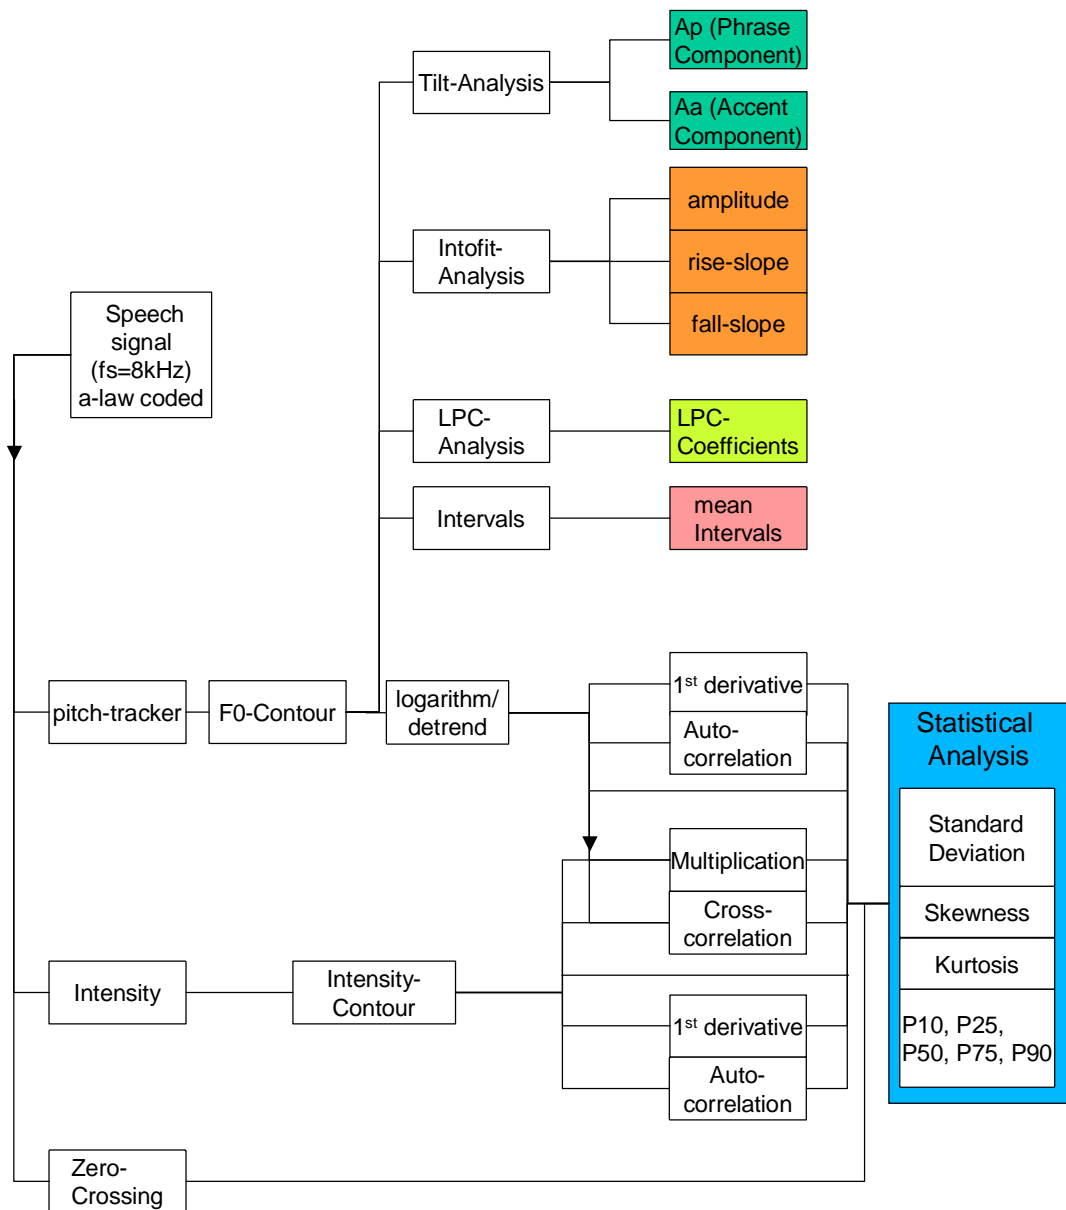 Ap (Phrase
Component)
Tilt-Analysis
Aa (Accent
Component)
amplitude
Intofit-
Analysis
rise-slope
fall-slope
Speech
signal
(fs=8kHz)
a-law coded
LPC-
Analysis
LPC-
Coefficients
Intervals
mean
Intervals
pitch-tracker
F0-Contour
logarithm/
detrend
1st derivative
Auto-
correlation
Multiplication
Cross-
correlation
Intensity
Intensity-
Contour
1st derivative
Auto-
correlation
Zero-
Crossing
Statistical
Analysis
Standard
Deviation
Skewness
Kurtosis
P10, P25,
P50, P75, P90